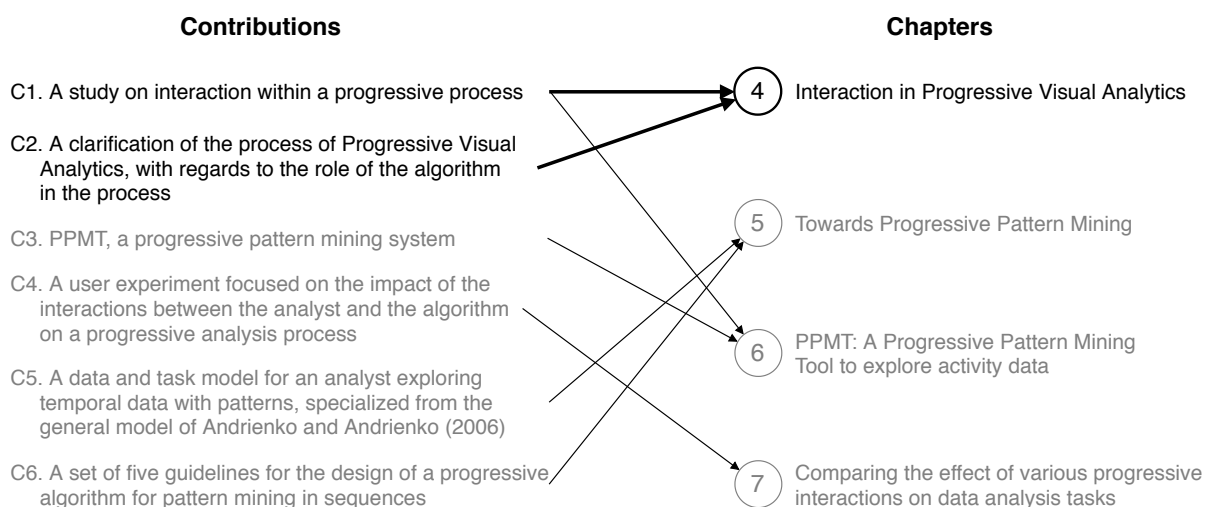 Contributions
Chapters
C1. A study on interaction within a progressive process
4
Interaction in Progressive Visual Analytics
C2. A clarification of the process of Progressive Visual
Analytics, with regards to the role of the algorithm
in the process
5
Towards Progressive Pattern Mining
C3. PPMT, a progressive pattern mining system
C4. A user experiment focused on the impact of the
interactions between the analyst and the algorithm
on a progressive analysis process
6
PPMT: A Progressive Pattern Mining
Tool to explore activity data
C5. A data and task model for an analyst exploring
temporal data with patterns, specialized from the
general model of Andrienko and Andrienko (2006)
C6. A set of five guidelines for the design of a progressive
algorithm for pattern mining in sequences
7
Comparing the effect of various progressive
interactions on data analysis tasks